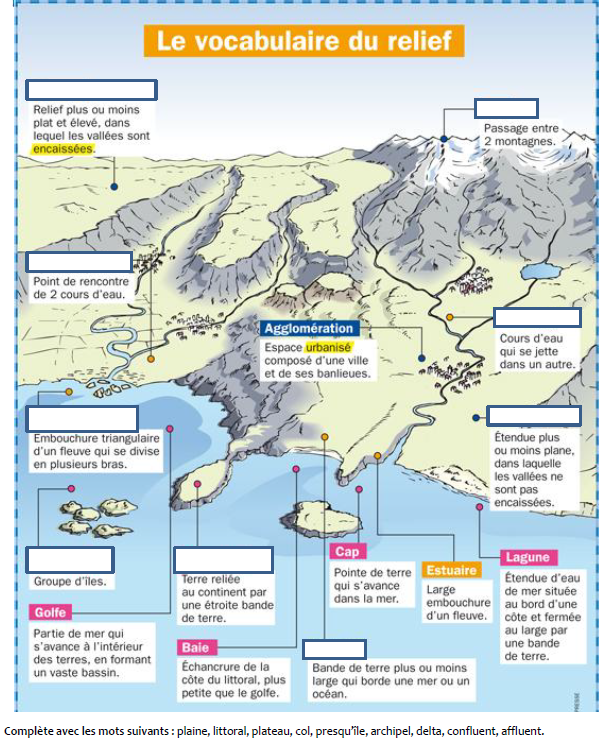 Le vocabulaire du relief
Relief plus ou moins
plat et élevé, dans
lequel les vallées sont
encaissées.
Passage entre
2 montagnes.
Point de rencontre
de 2 cours d'eau.
Agglomération
Espace urbanisé
composé d'une ville
et de ses banlieues.
Cours d'eau
qui se jette
dans un autre.
Embouchure triangulaire
d'un fleuve qui se divise
en plusieurs bras.
Étendue plus
ou moins plane,
dans laquelle
les vallées ne
sont pas
encaissées.
Groupe d'îles.
Terre reliée
au continent par
une étroite bande
de terre.
Cap
Pointe de terre
qui s'avance
dans la mer.
Estuaire
Large
embouchure
d'un fleuve.
Lagune
Étendue d'eau
de mer située
au bord d'une
côte et fermée
au large par
une bande
de terre.
Golfe
Partie de mer qui
s'avance à l'intérieur
des terres, en formant
un vaste bassin.
Baie
Échancrure de la
côte du littoral, plus
petite que le golfe.
Bande de terre plus ou moins
large qui borde une mer ou un
océan.
Complète avec les mots suivants : plaine, littoral, plateau, col, presqu'île, archipel, delta, confluent, affluent.